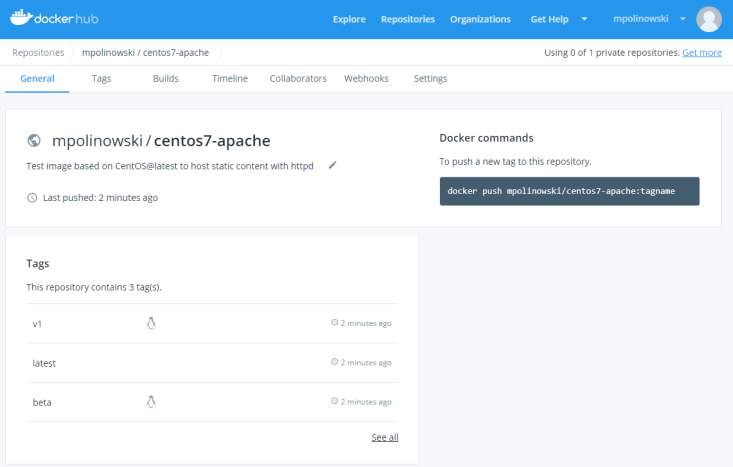 dockerhub
Explore Repositories Organizations Get Help mpolinowski
Repositories mpolinowski / centos7-apache Using 0 of 1 private repositories. Get more
General Tags Builds Timeline Collaborators Webhooks Settings
mpolinowski / centos7-apache
Test image based on CentOS@latest to host static content with httpd
Last pushed: 2 minutes ago
Docker commands
To push a new tag to this repository,
docker push mpolinowski/centos7-apache:tagname
Tags
This repository contains 3 tag(s).
v1 2 minutes ago
latest 2 minutes ago
beta 2 minutes ago
See all